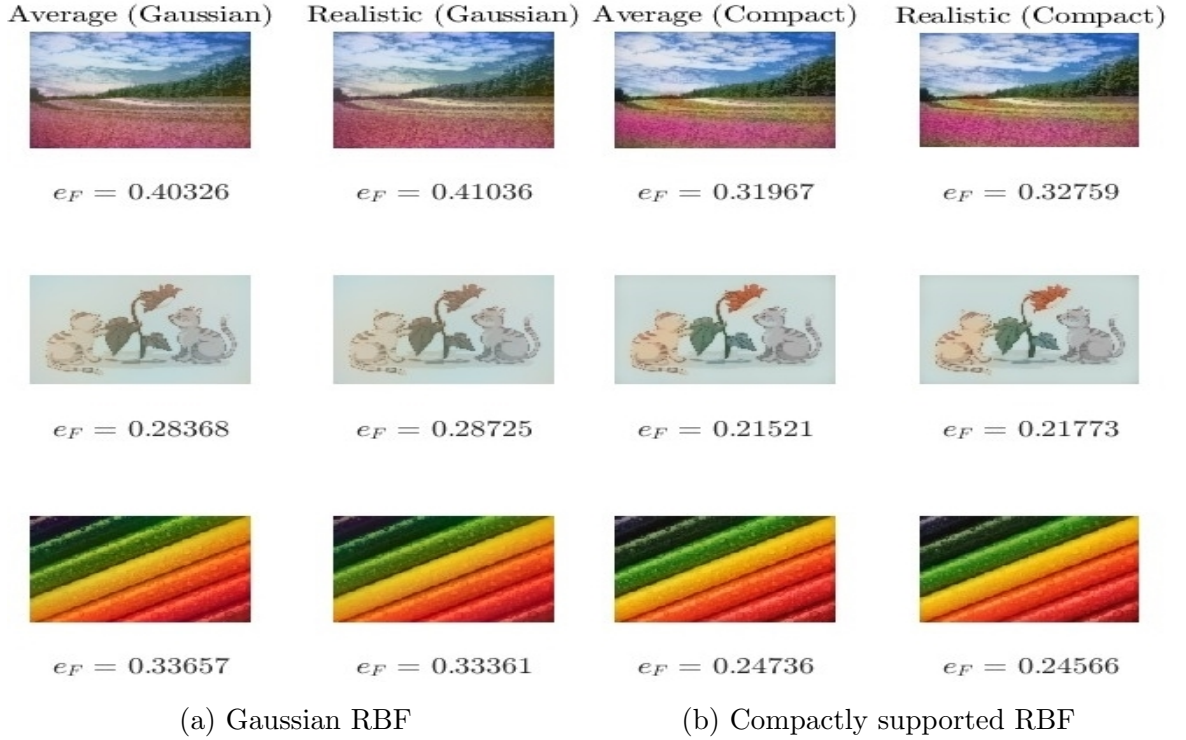 Average (Gaussian) Realistic (Gaussian) Average (Compact) Realistic (Compact)
e_F = 0.40326 e_F = 0.41036 e_F = 0.31967 e_F = 0.32759
e_F = 0.28368 e_F = 0.28725 e_F = 0.21521 e_F = 0.21773
e_F = 0.33657 e_F = 0.33361 e_F = 0.24736 e_F = 0.24566
(a) Gaussian RBF (b) Compactly supported RBF